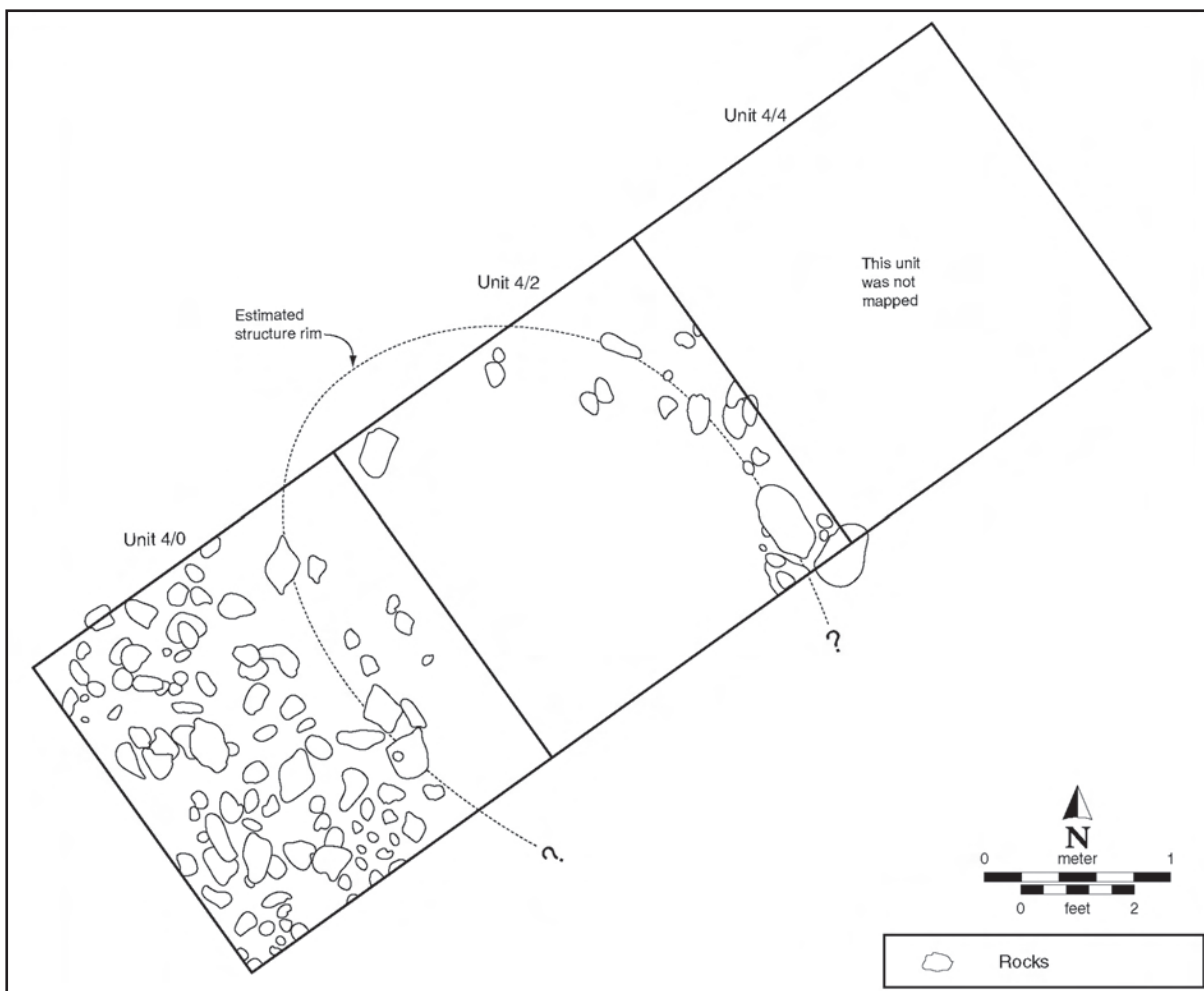 Unit 4/4
Unit 4/2
This unit
was not
mapped
Estimated
structure rim
Unit 4/0
?
?
N
0 meter 1
0 feet 2
Rocks